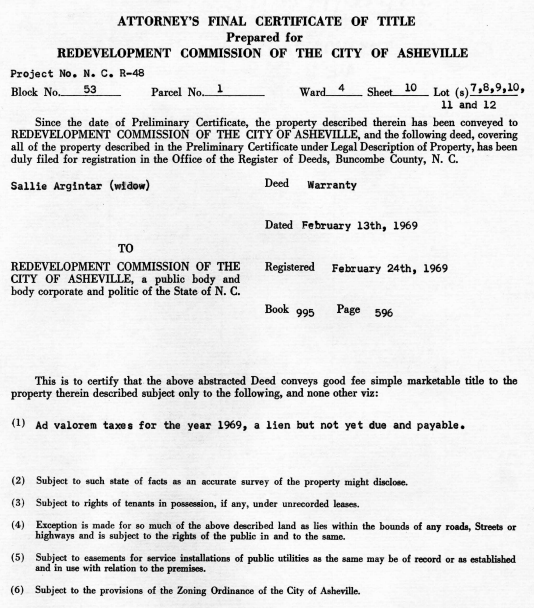 ATTORNEY'S FINAL CERTIFICATE OF TITLE
Prepared for
REDEVELOPMENT COMMISSION OF THE CITY OF ASHEVILLE
Project No. N. C. R-48
Block No. 53 Parcel No. 1 Ward 4 Sheet 10 Lot (s) 7,8,9,10,
11 and 12
Since the date of Preliminary Certificate, the property described therein has been conveyed to
REDEVELOPMENT COMMISSION OF THE CITY OF ASHEVILLE, and the following deed, covering
all of the property described in the Preliminary Certificate under Legal Description of Property, has been
duly filed for registration in the Office of the Register of Deeds, Buncombe County, N. C.
Sallie Argintar (widow) Deed Warranty
Dated February 13th, 1969
TO
REDEVELOPMENT COMMISSION OF THE Registered February 24th, 1969
CITY OF ASHEVILLE, a public body and
body corporate and politic of the State of N. C.
Book 995 Page 596
This is to certify that the above abstracted Deed conveys good fee simple marketable title to the
property therein described subject only to the following, and none other viz:
(1) Ad valorem taxes for the year 1969, a lien but not yet due and payable.
(2) Subject to such state of facts as an accurate survey of the property might disclose.
(3) Subject to rights of tenants in possession, if any, under unrecorded leases.
(4) Exception is made for so much of the above described land as lies within the bounds of any roads, Streets or
highways and is subject to the rights of the public in and to the same.
(5) Subject to easements for service installations of public utilities as the same may be of record or as established
and in use with relation to the premises.
(6) Subject to the provisions of the Zoning Ordinance of the City of Asheville.